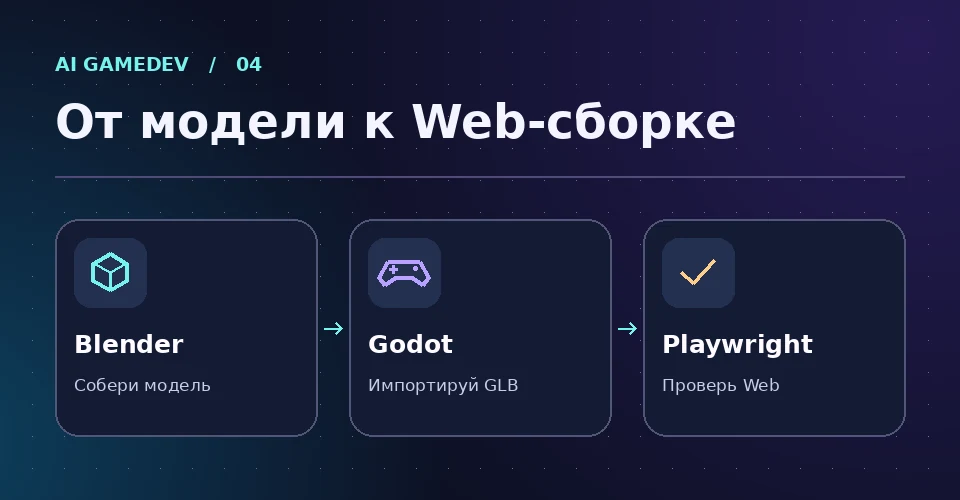 AI GAMEDEV / 04
От модели к Web-сборке
Blender
Собери модель
→
Godot
Импортируй GLB
→
Playwright
Проверь Web